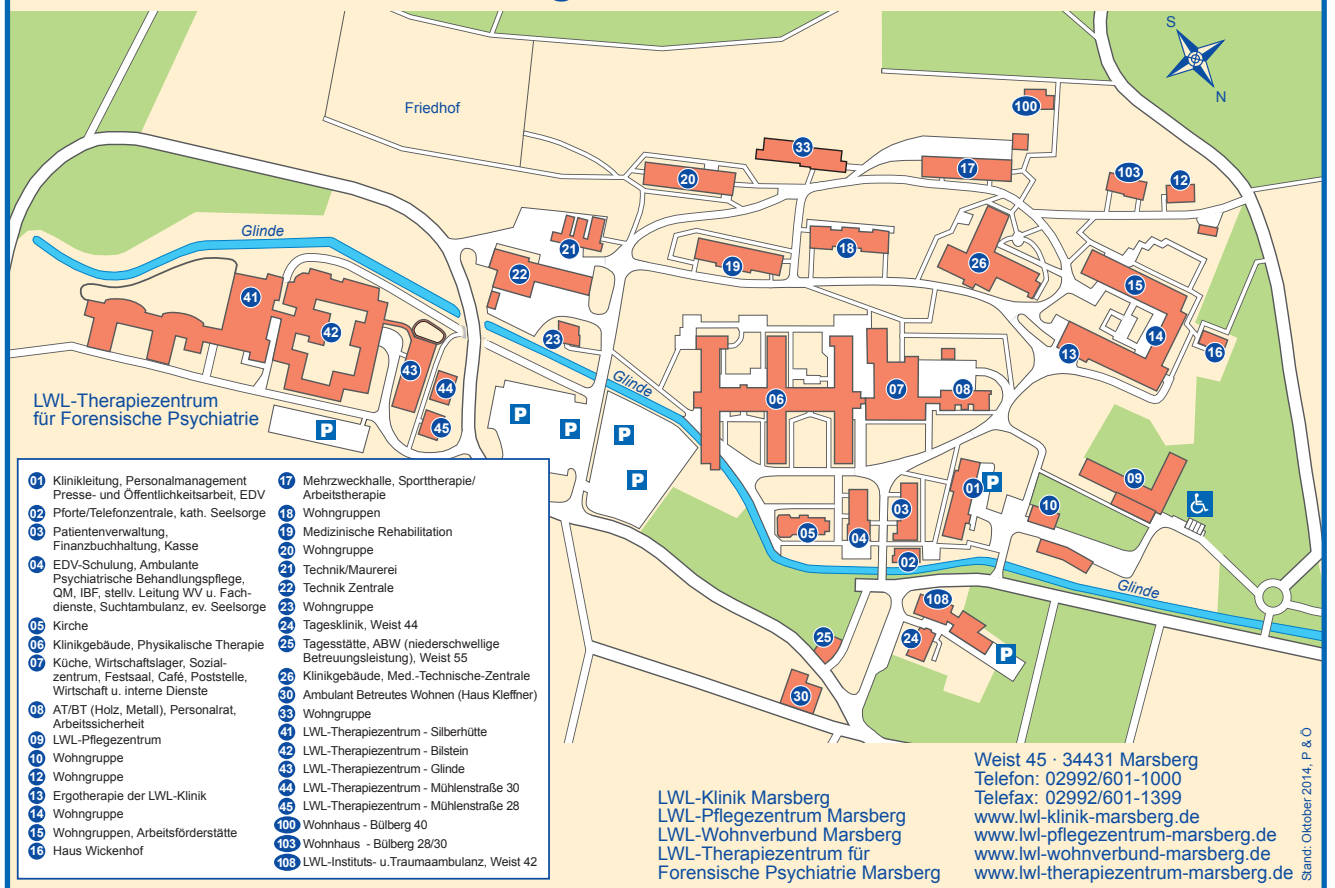 S
N
Friedhof
100
33
17
103
12
20
Glinde
21
18
19
26
22
15
41
42
23
14
13
16
43
Glinde
44
06
07
08
LWL-Therapiezentrum
für Forensische Psychiatrie
P
45
P
P
P
P
01
P
09
10
03
05
04
02
Glinde
108
25
24
P
30
01 Klinikleitung, Personalmanagement
Presse- und Öffentlichkeitsarbeit, EDV
02 Pforte/Telefonzentrale, kath. Seelsorge
03 Patientenverwaltung,
Finanzbuchhaltung, Kasse
04 EDV-Schulung, Ambulante
Psychiatrische Behandlungspflege,
QM, IBF, stellv. Leitung WV u. Fach-
dienste, Suchtambulanz, ev. Seelsorge
05 Kirche
06 Klinikgebäude, Physikalische Therapie
07 Küche, Wirtschaftslager, Sozial-
zentrum, Festsaal, Café, Poststelle,
Wirtschaft u. interne Dienste
08 AT/BT (Holz, Metall), Personalrat,
Arbeitssicherheit
09 LWL-Pflegezentrum
10 Wohngruppe
12 Wohngruppe
13 Ergotherapie der LWL-Klinik
14 Wohngruppe
15 Wohngruppen, Arbeitsförderstätte
16 Haus Wickenhof
17 Mehrzweckhalle, Sporttherapie/
Arbeitstherapie
18 Wohngruppen
19 Medizinische Rehabilitation
20 Wohngruppe
21 Technik/Maurerei
22 Technik Zentrale
23 Wohngruppe
24 Tagesklinik, Weist 44
25 Tagesstätte, ABW (niederschwellige
Betreuungsleistung), Weist 55
26 Klinikgebäude, Med.-Technische-Zentrale
30 Ambulant Betreutes Wohnen (Haus Kleffner)
33 Wohngruppe
41 LWL-Therapiezentrum - Silberhütte
42 LWL-Therapiezentrum - Bilstein
43 LWL-Therapiezentrum - Glinde
44 LWL-Therapiezentrum - Mühlenstraße 30
45 LWL-Therapiezentrum - Mühlenstraße 28
100 Wohnhaus - Bülberg 40
103 Wohnhaus - Bülberg 28/30
108 LWL-Instituts- u.Traumaambulanz, Weist 42
LWL-Klinik Marsberg
LWL-Pflegezentrum Marsberg
LWL-Wohnverbund Marsberg
LWL-Therapiezentrum für
Forensische Psychiatrie Marsberg
Weist 45 · 34431 Marsberg
Telefon: 02992/601-1000
Telefax: 02992/601-1399
www.lwl-klinik-marsberg.de
www.lwl-pflegezentrum-marsberg.de
www.lwl-wohnverbund-marsberg.de
www.lwl-therapiezentrum-marsberg.de
Stand: Oktober 2014, P & Ö